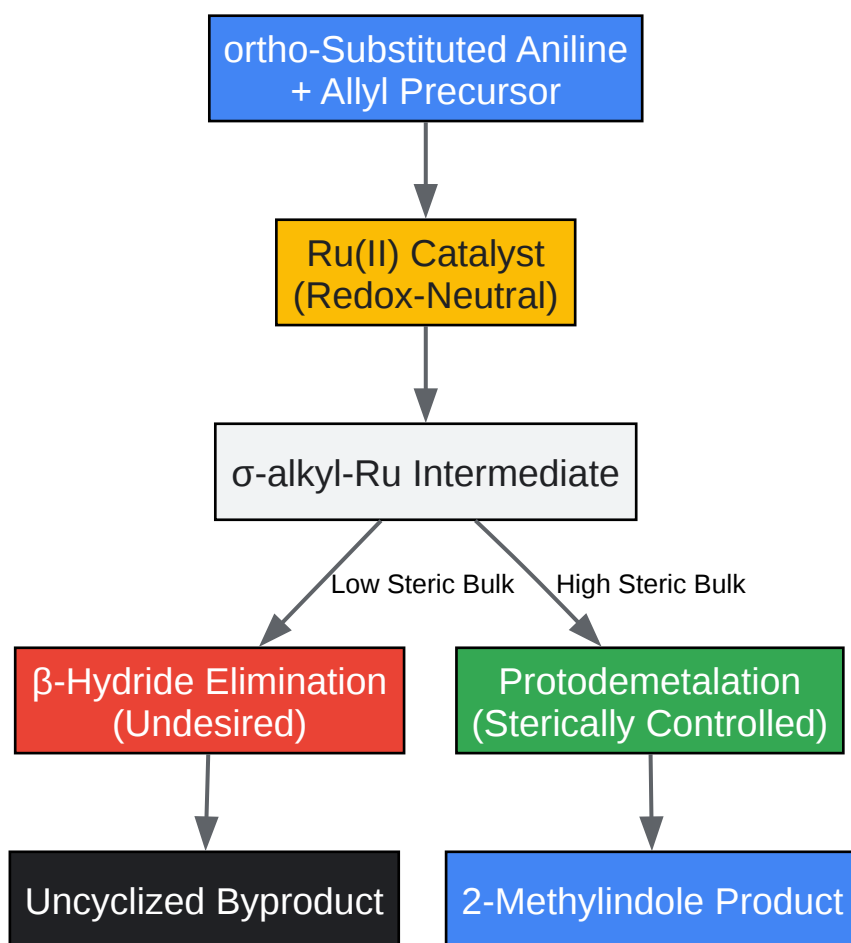 ortho-Substituted Aniline
+ Allyl Precursor
Ru(II) Catalyst
(Redox-Neutral)
σ-alkyl-Ru Intermediate
Low Steric Bulk
High Steric Bulk
β-Hydride Elimination
(Undesired)
Protodemetalation
(Sterically Controlled)
Uncyclized Byproduct
2-Methylindole Product